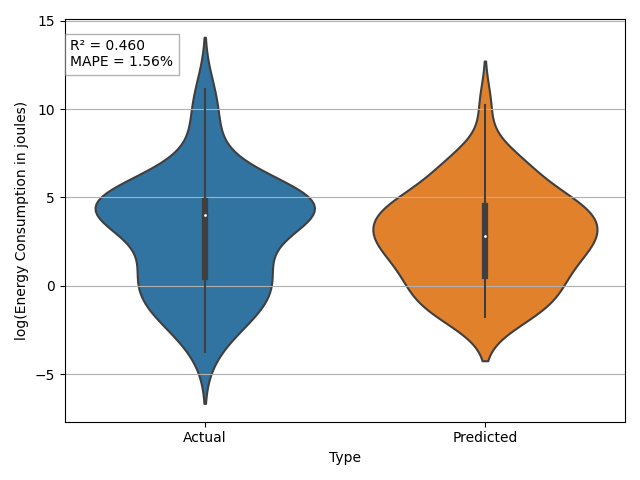 15
R² = 0.460
MAPE = 1.56%
10
5
0
−5
log(Energy Consumption in joules)
Actual
Predicted
Type